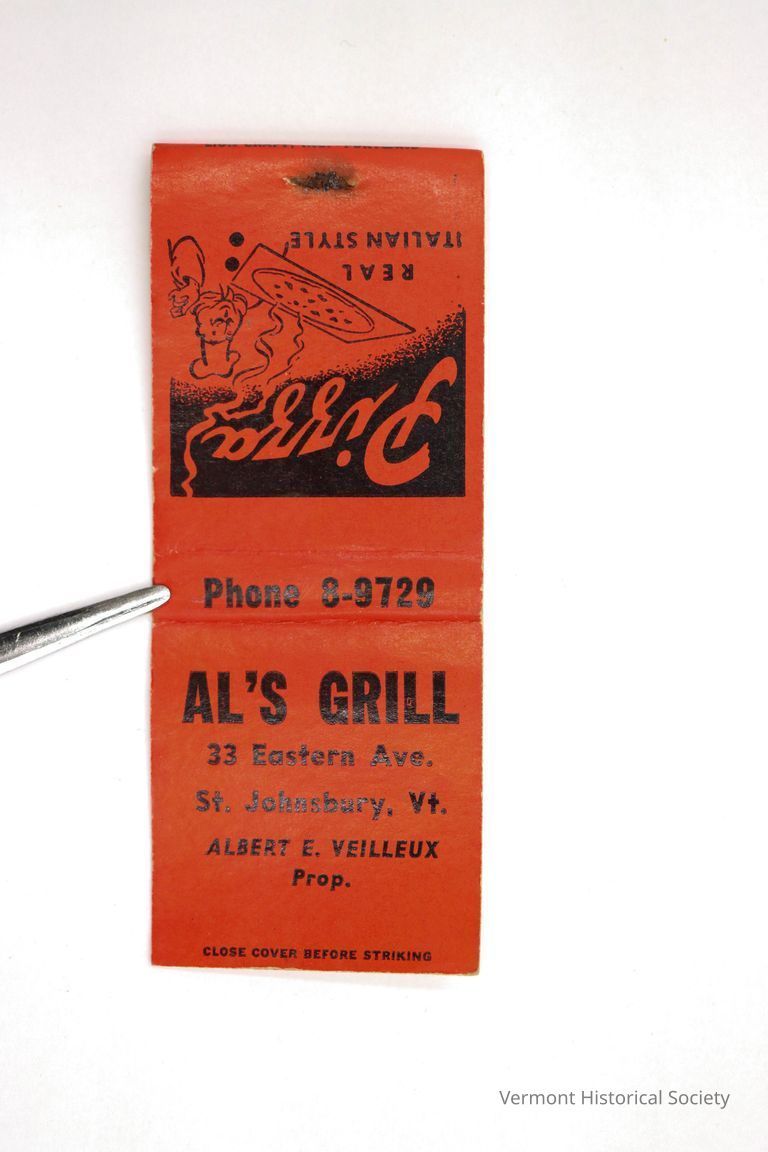 REAL
ITALIAN STYLE
Pizza
Phone 8-9729
AL'S GRILL
33 Eastern Ave.
St. Johnsbury, Vt.
ALBERT E. VEILLEUX
Prop.
CLOSE COVER BEFORE STRIKING
Vermont Historical Society